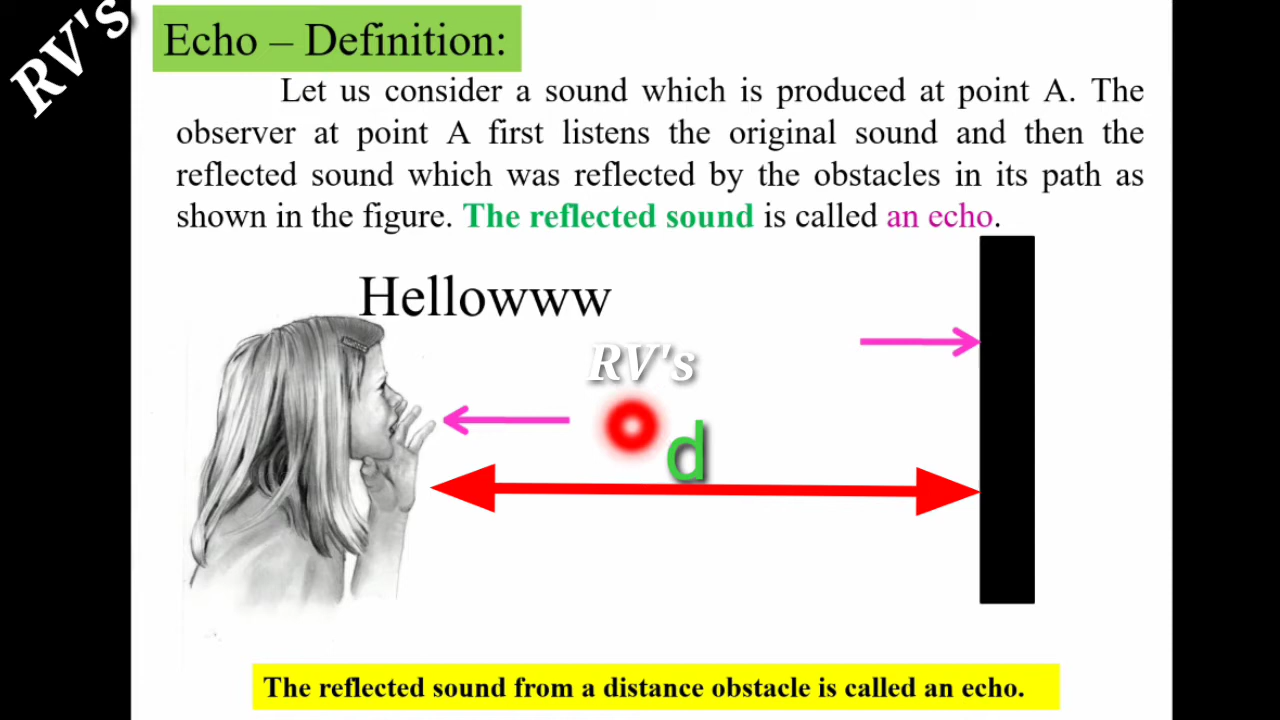 RV's
Echo – Definition:
Let us consider a sound which is produced at point A. The
observer at point A first listens the original sound and then the
reflected sound which was reflected by the obstacles in its path as
shown in the figure. The reflected sound is called an echo.
Hellowww
RV's
d
The reflected sound from a distance obstacle is called an echo.